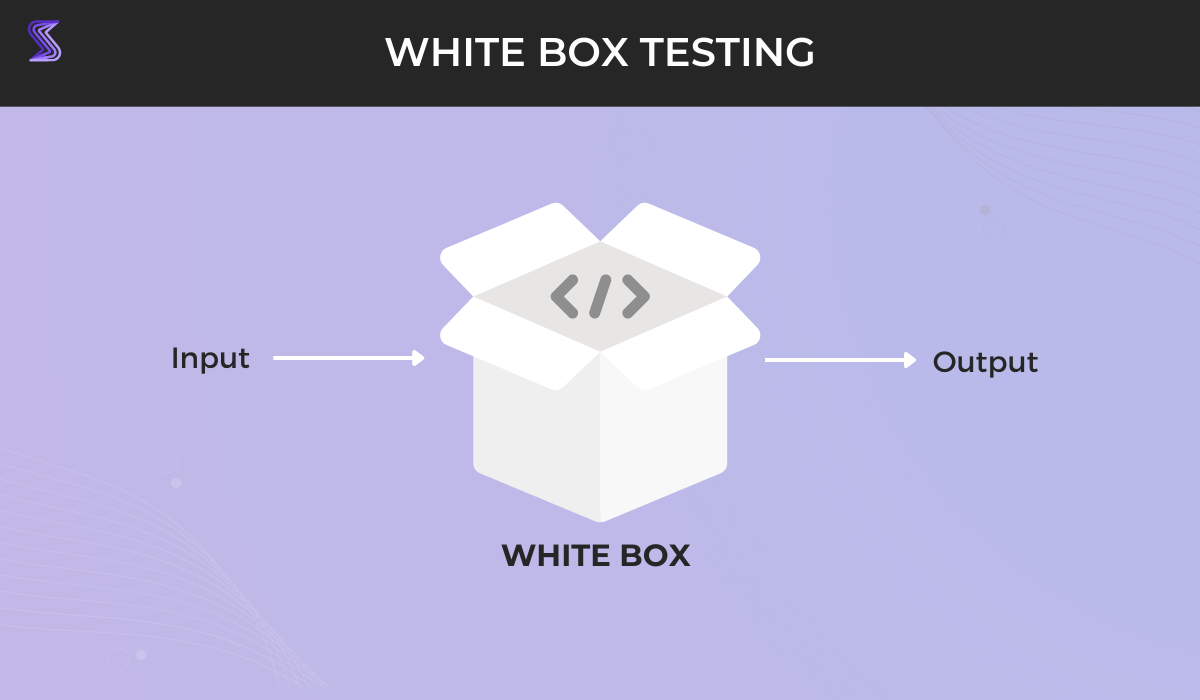 WHITE BOX TESTING
</>
Input
Output
WHITE BOX